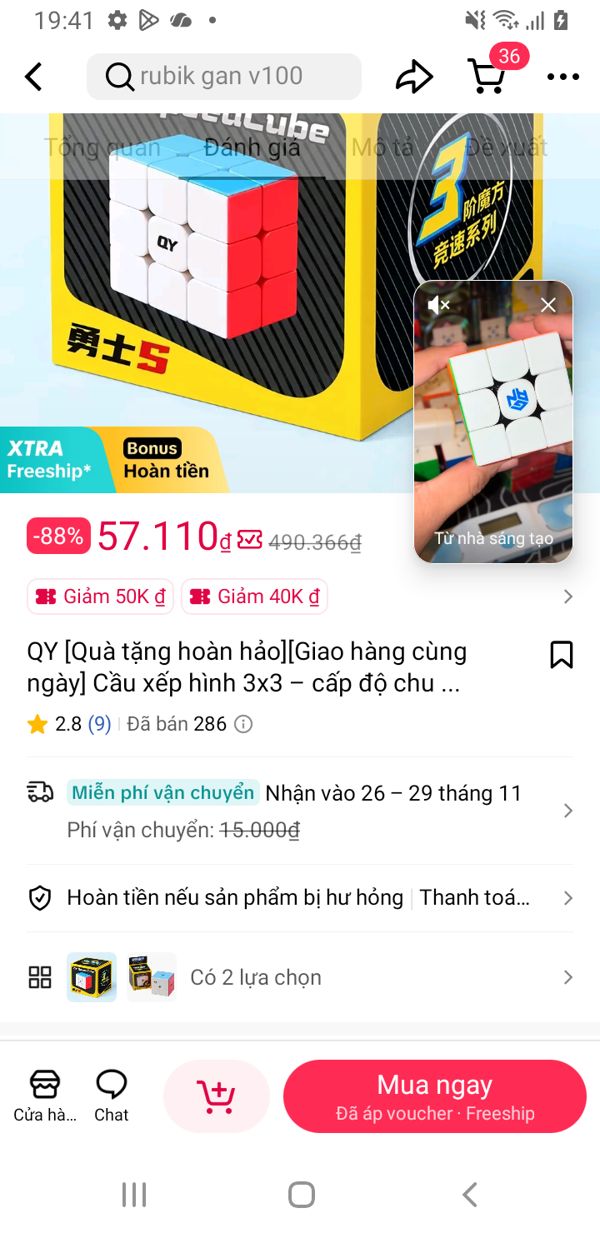 19:41
rubik gan v100
36
Tổng quan
Đánh giá
Mô tả
Đề xuất
QY
3
阶魔方
竞速系列
勇士S
XTRA
Freeship*
Bonus
Hoàn tiền
Từ nhà sáng tạo
-88% 57.110₫ 490.366₫
Giảm 50K ₫
Giảm 40K ₫
QY [Quà tặng hoàn hảo][Giao hàng cùng
ngày] Cầu xếp hình 3x3 – cấp độ chu ...
2.8 (9) Đã bán 286
Miễn phí vận chuyển Nhận vào 26 – 29 tháng 11
Phí vận chuyển: 15.000₫
Hoàn tiền nếu sản phẩm bị hư hỏng Thanh toá...
Có 2 lựa chọn
Cửa hà...
Chat
Mua ngay
Đã áp voucher · Freeship